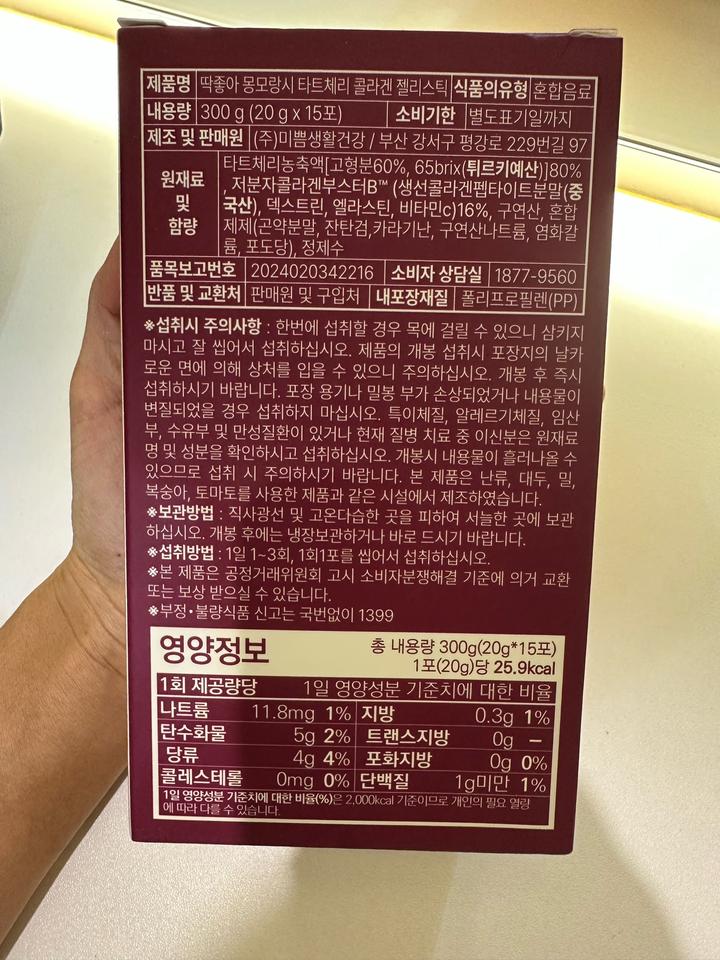 제품명 딱좋아 몽모랑시 타트체리 콜라겐 젤리스틱 식품의유형 혼합음료
내용량 300 g (20 g x 15포) 소비기한 별도표기일까지
제조 및 판매원 (주)미쁨생활건강 / 부산 강서구 평강로 229번길 97
원재료 및 함량
타트체리농축액[고형분60%, 65brix(튀르키예산)]80%
, 저분자콜라겐부스터B™ (생선콜라겐펩타이트분말(중
국산), 덱스트린, 엘라스틴, 비타민c)16%, 구연산, 혼합
제제(곤약분말, 잔탄검,카라기난, 구연산나트륨, 염화칼
륨, 포도당), 정제수
품목보고번호 2024020342216 소비자 상담실 1877-9560
반품 및 교환처 판매원 및 구입처 내포장재질 폴리프로필렌(PP)
※섭취시 주의사항 : 한번에 섭취할 경우 목에 걸릴 수 있으니 삼키지
마시고 잘 씹어서 섭취하십시오. 제품의 개봉 섭취시 포장지의 날카
로운 면에 의해 상처를 입을 수 있으니 주의하십시오. 개봉 후 즉시
섭취하시기 바랍니다. 포장 용기나 밀봉 부가 손상되었거나 내용물이
변질되었을 경우 섭취하지 마십시오. 특이체질, 알레르기체질, 임산
부, 수유부 및 만성질환이 있거나 현재 질병 치료 중 이신분은 원재료
명 및 성분을 확인하시고 섭취하십시오. 개봉시 내용물이 흘러나올 수
있으므로 섭취 시 주의하시기 바랍니다. 본 제품은 난류, 대두, 밀,
복숭아, 토마토를 사용한 제품과 같은 시설에서 제조하였습니다.
※보관방법 : 직사광선 및 고온다습한 곳을 피하여 서늘한 곳에 보관
하십시오. 개봉 후에는 냉장보관하거나 바로 드시기 바랍니다.
※섭취방법 : 1일 1~3회, 1회1포를 씹어서 섭취하십시오.
※본 제품은 공정거래위원회 고시 소비자분쟁해결 기준에 의거 교환
또는 보상 받으실 수 있습니다.
※부정•불량식품 신고는 국번없이 1399
영양정보 총 내용량 300g(20g*15포)
1포(20g)당 25.9kcal
1회 제공량당 1일 영양성분 기준치에 대한 비율
나트륨 11.8mg 1% 지방 0.3g 1%
탄수화물 5g 2% 트랜스지방 0g –
당류 4g 4% 포화지방 0g 0%
콜레스테롤 0mg 0% 단백질 1g미만 1%
1일 영양성분 기준치에 대한 비율(%)은 2,000kcal 기준이므로 개인의 필요 열량
에 따라 다를 수 있습니다.